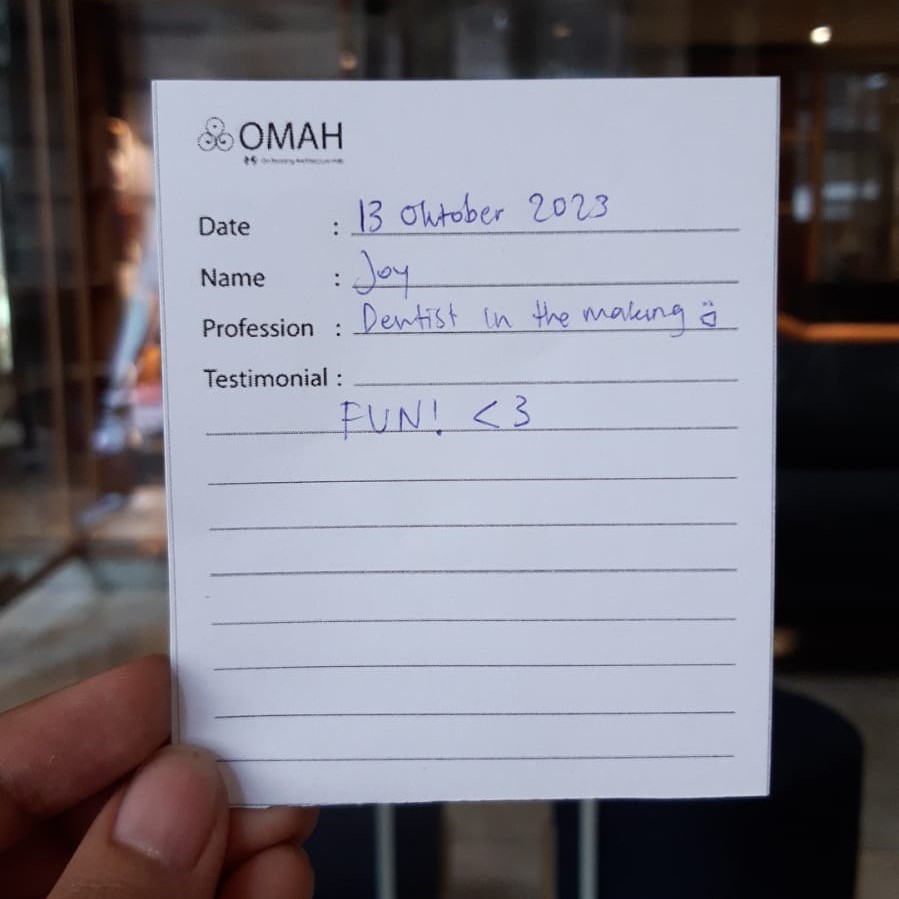 OMAH
Date : 13 Oktober 2023
Name : Joy
Profession : Dentist in the making
Testimonial :
FUN! <3